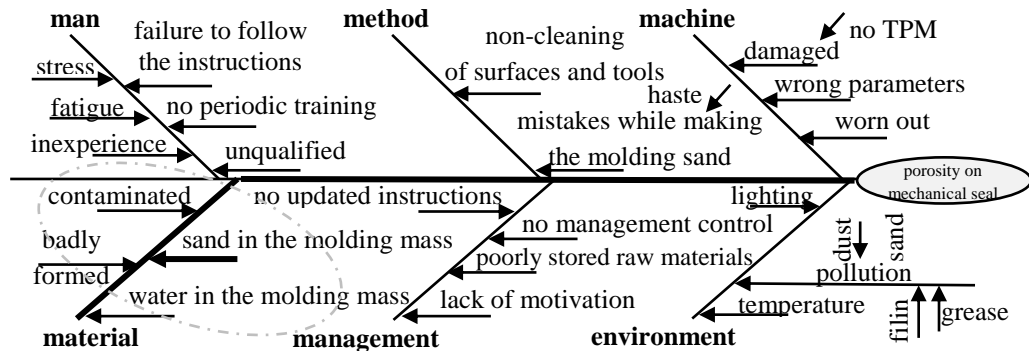 man
method
machine
failure to follow
the instructions
stress
fatigue
no periodic training
inexperience
unqualified
non-cleaning
of surfaces and tools
haste
mistakes while making
the molding sand
no TPM
damaged
wrong parameters
worn out
porosity on
mechanical seal
contaminated
badly
formed
sand in the molding mass
water in the molding mass
material
no updated instructions
no management control
poorly stored raw materials
lack of motivation
management
lighting
dust
sand
pollution
temperature
filin
grease
environment